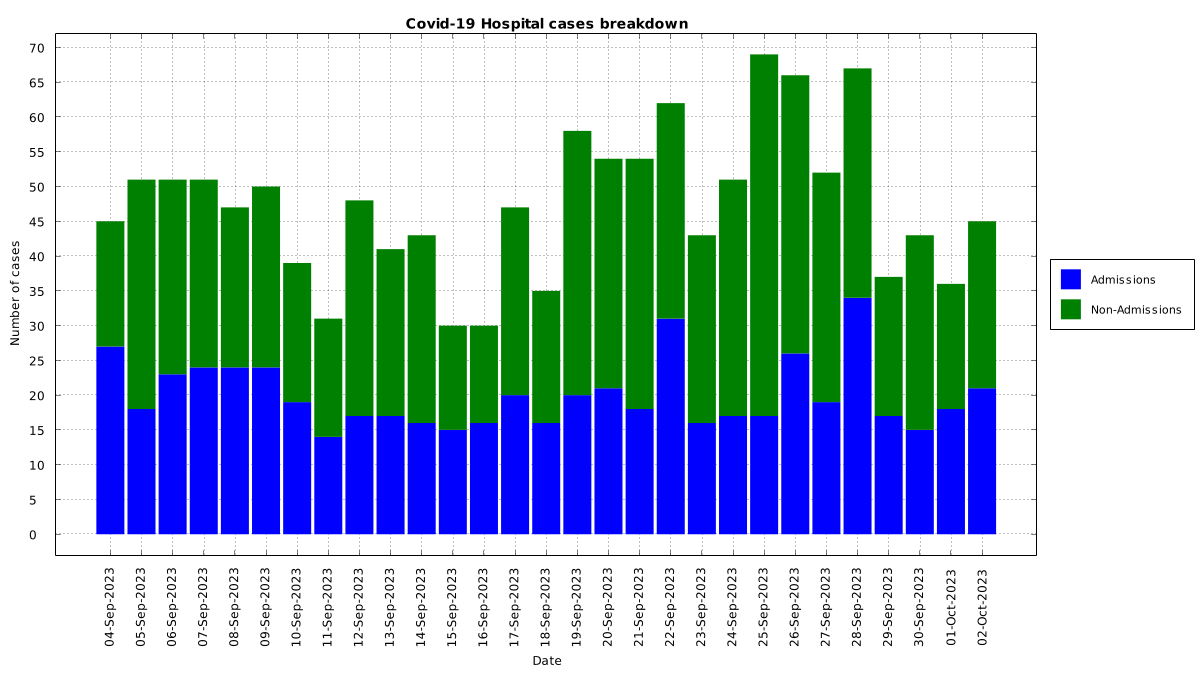 Covid-19 Hospital cases breakdown
70
65
60
55
50
45
40
35
30
25
20
15
10
5
0
Number of cases
04-Sep-2023
05-Sep-2023
06-Sep-2023
07-Sep-2023
08-Sep-2023
09-Sep-2023
10-Sep-2023
11-Sep-2023
12-Sep-2023
13-Sep-2023
14-Sep-2023
15-Sep-2023
16-Sep-2023
17-Sep-2023
18-Sep-2023
19-Sep-2023
20-Sep-2023
21-Sep-2023
22-Sep-2023
23-Sep-2023
24-Sep-2023
25-Sep-2023
26-Sep-2023
27-Sep-2023
28-Sep-2023
29-Sep-2023
30-Sep-2023
01-Oct-2023
02-Oct-2023
Date
Admissions
Non-Admissions